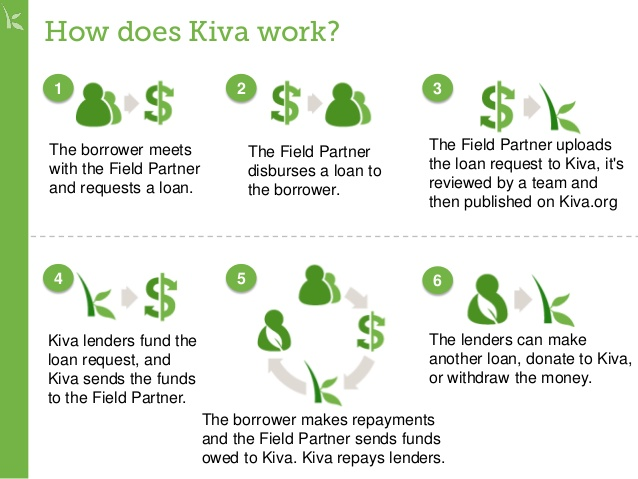 How does Kiva work?
1
The borrower meets
with the Field Partner
and requests a loan.
2
The Field Partner
disburses a loan to
the borrower.
3
The Field Partner uploads
the loan request to Kiva, it's
reviewed by a team and
then published on Kiva.org
4
Kiva lenders fund the
loan request, and
Kiva sends the funds
to the Field Partner.
5
The borrower makes repayments
and the Field Partner sends funds
owed to Kiva. Kiva repays lenders.
6
The lenders can make
another loan, donate to Kiva,
or withdraw the money.